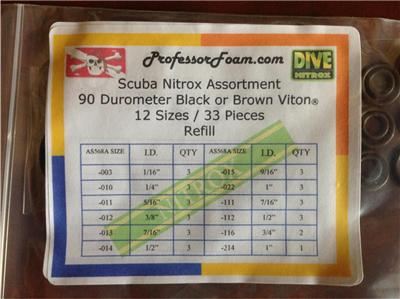 ProfessorFoam.com
DIVE
NITROX
Scuba Nitrox Assortment
90 Durometer Black or Brown Viton®
12 Sizes / 33 Pieces
Refill
AS568A SIZE I.D. QTY AS568A SIZE I.D. QTY
-003 1/16" 3 -015 9/16" 3
-010 1/4" 3 -022 1" 3
-011 5/16" 3 -111 7/16" 3
-012 3/8" 3 -112 1/2" 3
-013 7/16" 3 -116 3/4" 2
-014 1/2" 3 -214 1" 1
NITROX